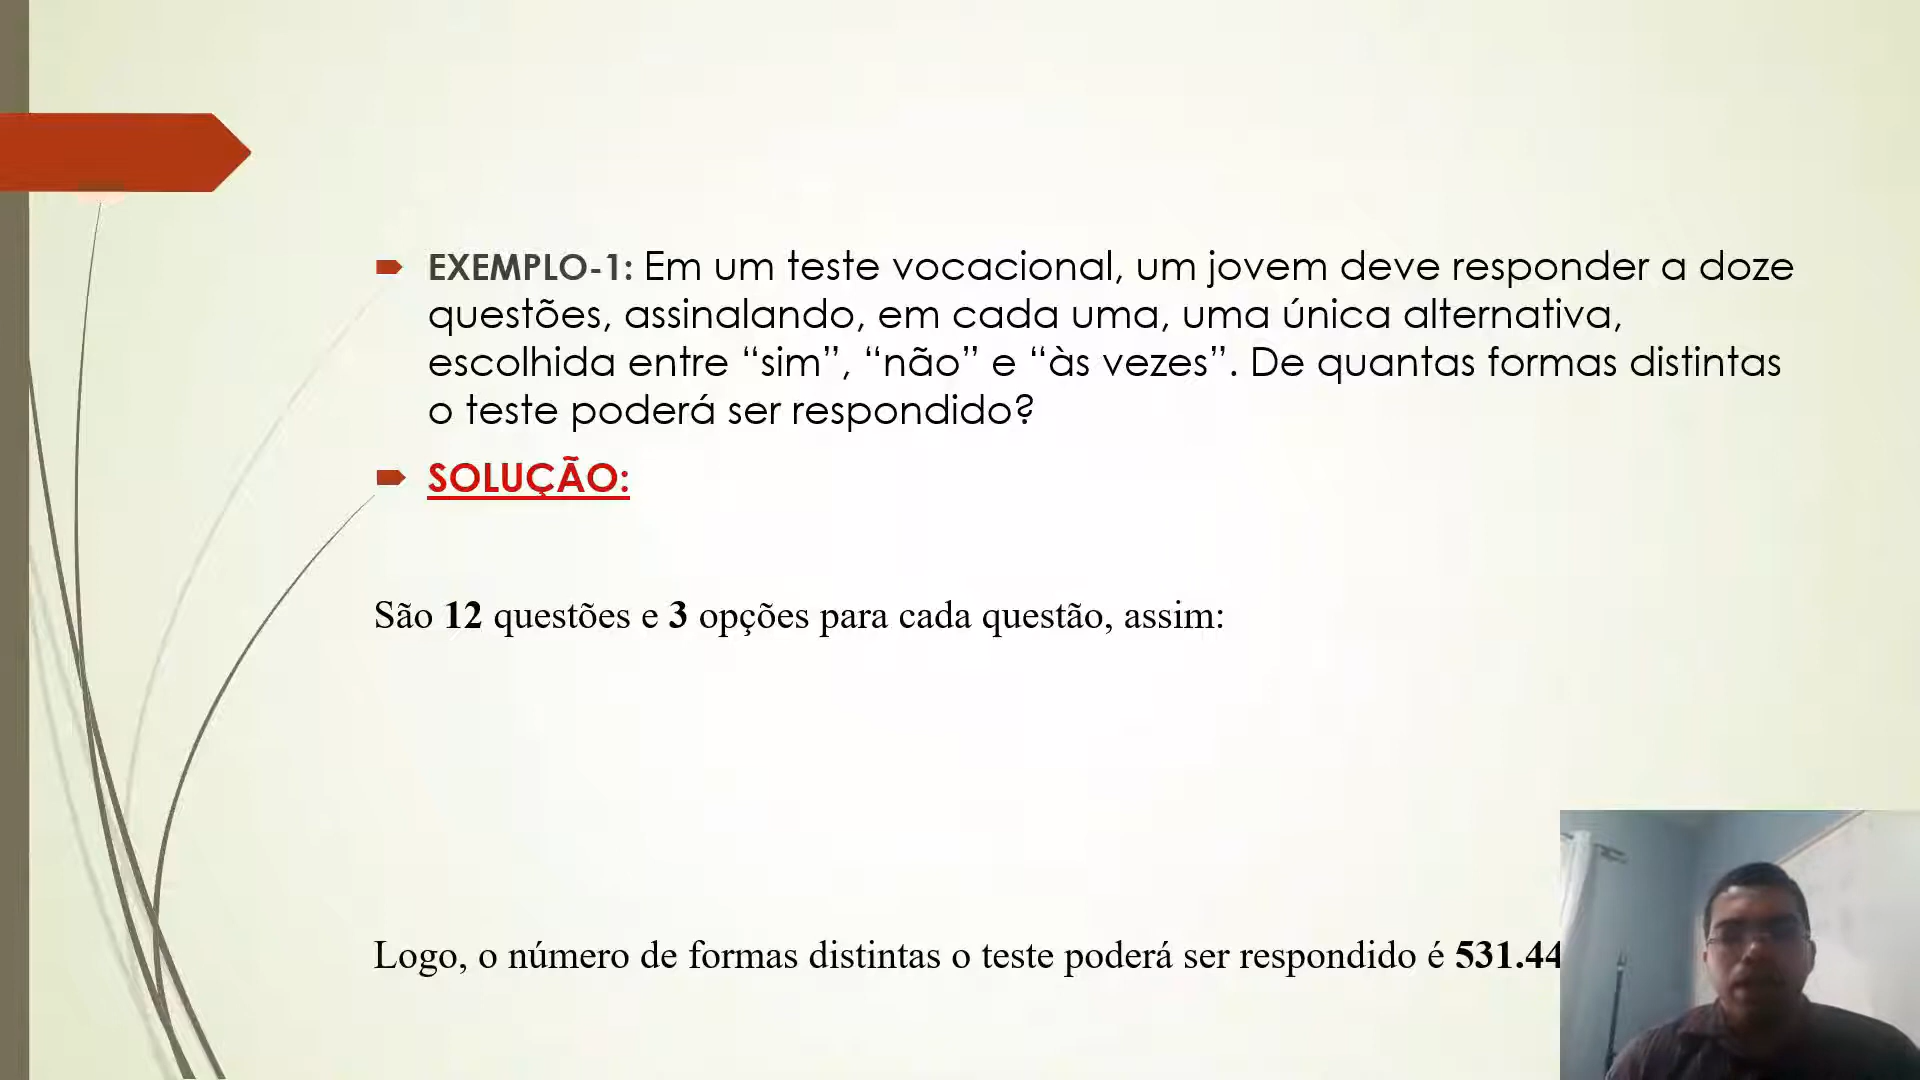 EXEMPLO-1: Em um teste vocacional, um jovem deve responder a doze
questões, assinalando, em cada uma, uma única alternativa,
escolhida entre “sim”, “não” e “às vezes”. De quantas formas distintas
o teste poderá ser respondido?
SOLUÇÃO:
São 12 questões e 3 opções para cada questão, assim:
Logo, o número de formas distintas o teste poderá ser respondido é 531.44